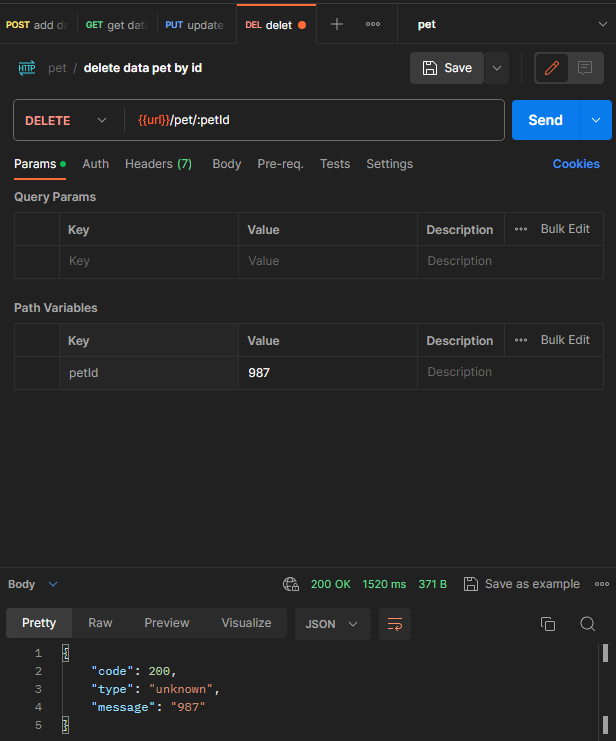 POST add da GET get data PUT update DEL delet pet
HTTP pet / delete data pet by id Save
DELETE {{url}}/pet/:petId Send
Params Auth Headers (7) Body Pre-req. Tests Settings Cookies
Query Params
Key Value Description Bulk Edit
Key Value Description
Path Variables
Key Value Description Bulk Edit
petId 987 Description
Body 200 OK 1520 ms 371 B Save as example
Pretty Raw Preview Visualize JSON
1 {
2 "code": 200,
3 "type": "unknown",
4 "message": "987"
5 }